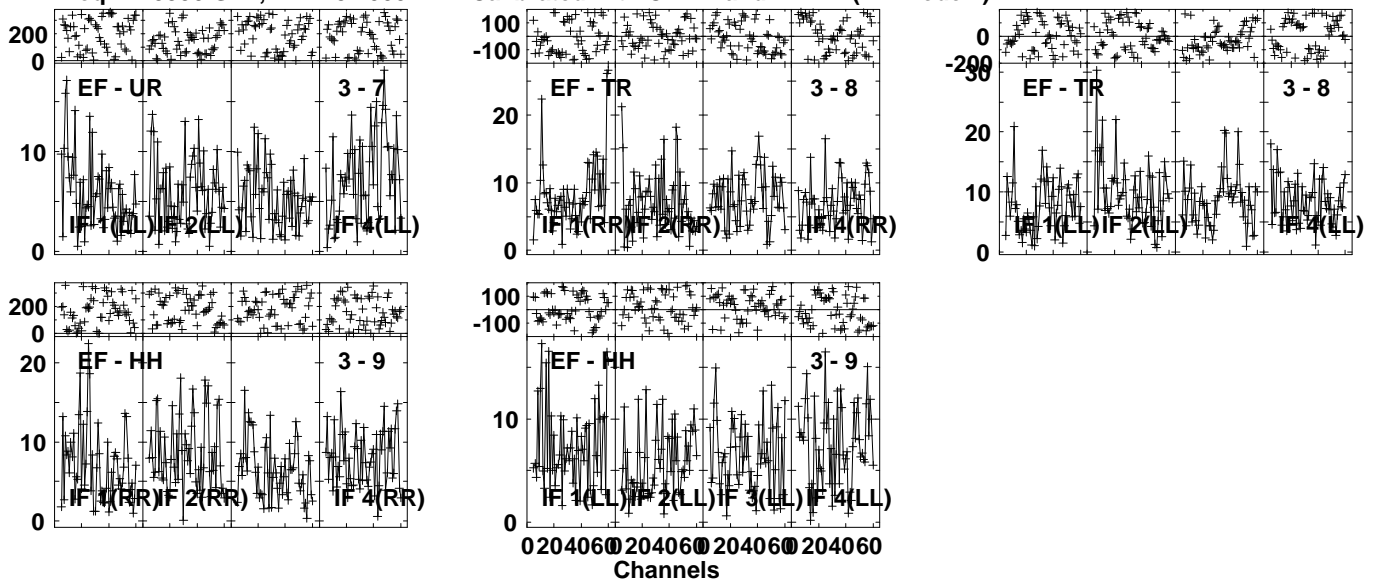 200
0
EF - UR 3 - 7
10
0
IF 1(LL) IF 2(LL) IF 4(LL)
100
-100
EF - TR 3 - 8
20
10
0
IF 1(RR) IF 2(RR) IF 4(RR)
0
-200
30
EF - TR 3 - 8
20
10
0
IF 1(LL) IF 2(LL) IF 4(LL)
200
0
EF - HH 3 - 9
20
10
0
IF 1(RR) IF 2(RR) IF 4(RR)
100
-100
EF - HH 3 - 9
10
0
IF 1(LL) IF 2(LL) IF 3(LL) IF 4(LL)
0 20 40 60 0 20 40 60 0 20 40 60 0 20 40 60
Channels